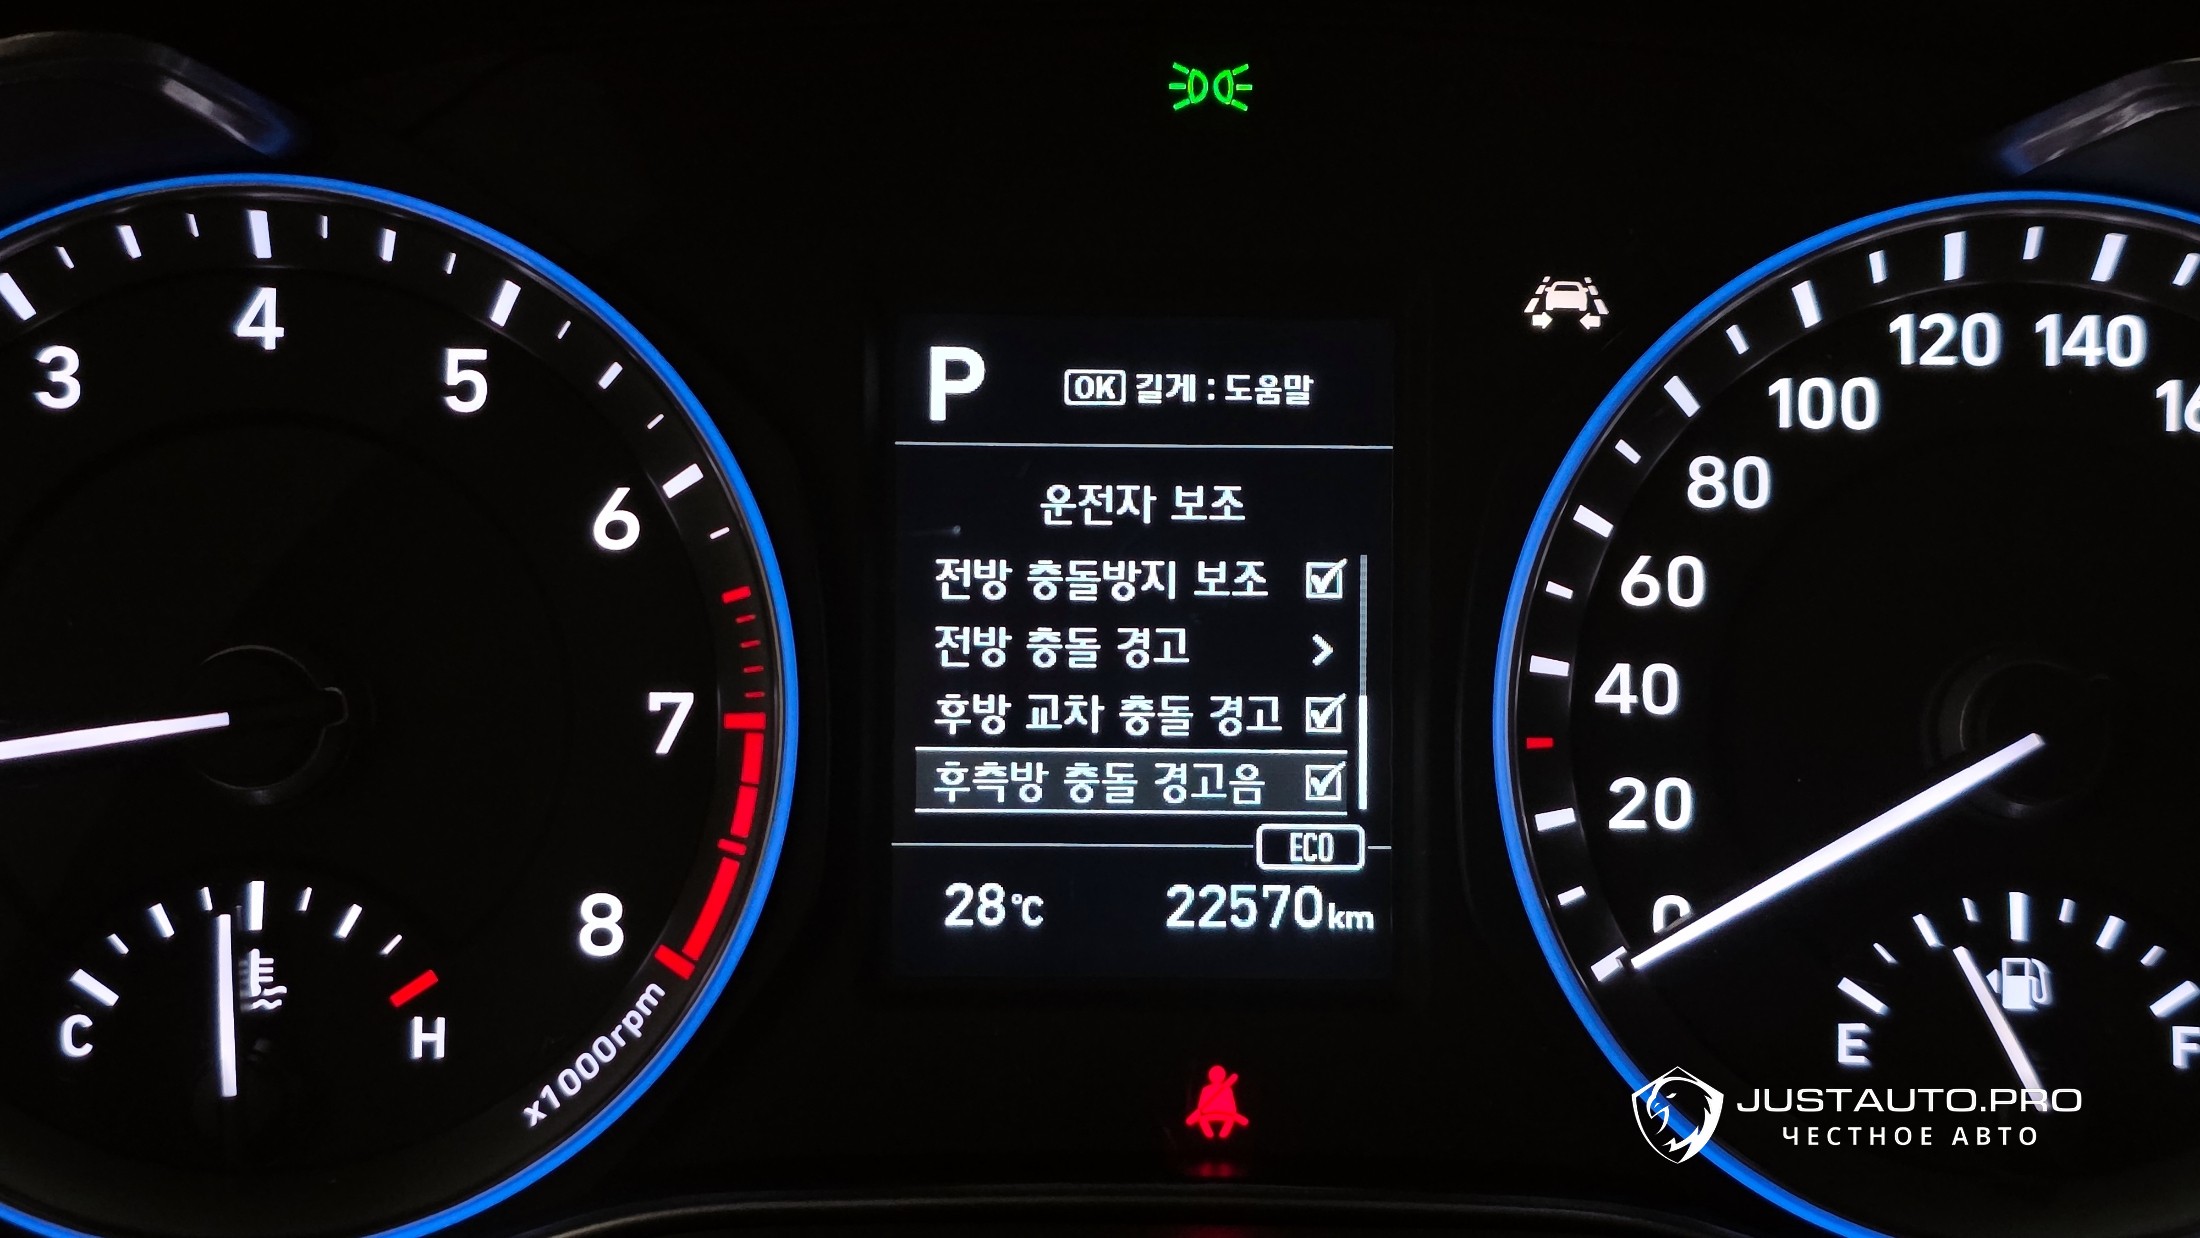 3
4
5
6
7
8
x1000rpm
C
H
P
OK 길게 : 도움말
운전자 보조
전방 충돌방지 보조
전방 충돌 경고 >
후방 교차 충돌 경고
후측방 충돌 경고음
ECO
28°C 22570km
0
20
40
60
80
100
120
140
E
F
JUSTAUTO.PRO
ЧЕСТНОЕ АВТО